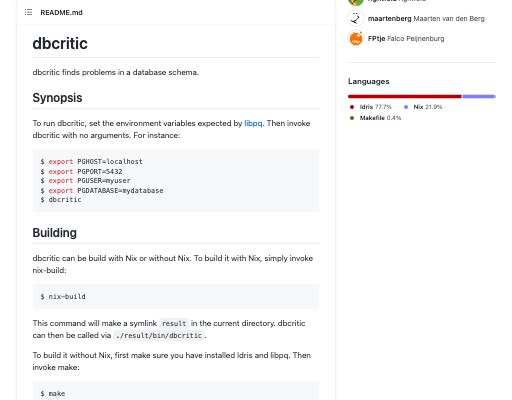 README.md
dbcritic
dbcritic finds problems in a database schema.
Synopsis
To run dbcritic, set the environment variables expected by libpq. Then invoke
dbcritic with no arguments. For instance:
$ export PGHOST=localhost
$ export PGPORT=5432
$ export PGUSER=myuser
$ export PGDATABASE=mydatabase
$ dbcritic
Building
dbcritic can be build with Nix or without Nix. To build it with Nix, simply invoke
nix-build:
$ nix-build
This command will make a symlink result in the current directory. dbcritic
can then be called via ./result/bin/dbcritic .
To build it without Nix, first make sure you have installed Idris and libpq. Then
invoke make:
$ make
maartenberg Maarten van den Berg
FPtje Falco Peijnenburg
Languages
Idris 77.7% Nix 21.9%
Makefile 0.4%